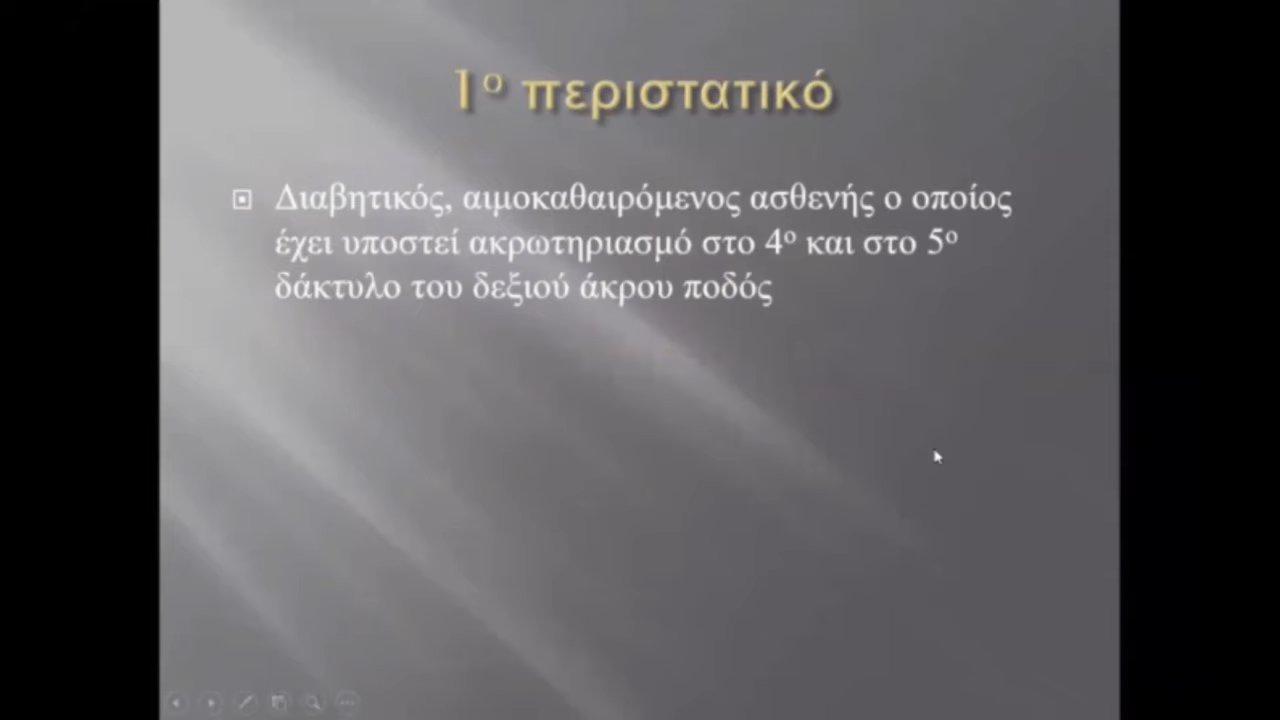 1ο περιστατικό
Διαβητικός, αιμοκαθαιρόμενος ασθενής ο οποίος
έχει υποστεί ακρωτηριασμό στο 4ο και στο 5ο
δάκτυλο του δεξιού άκρου ποδός